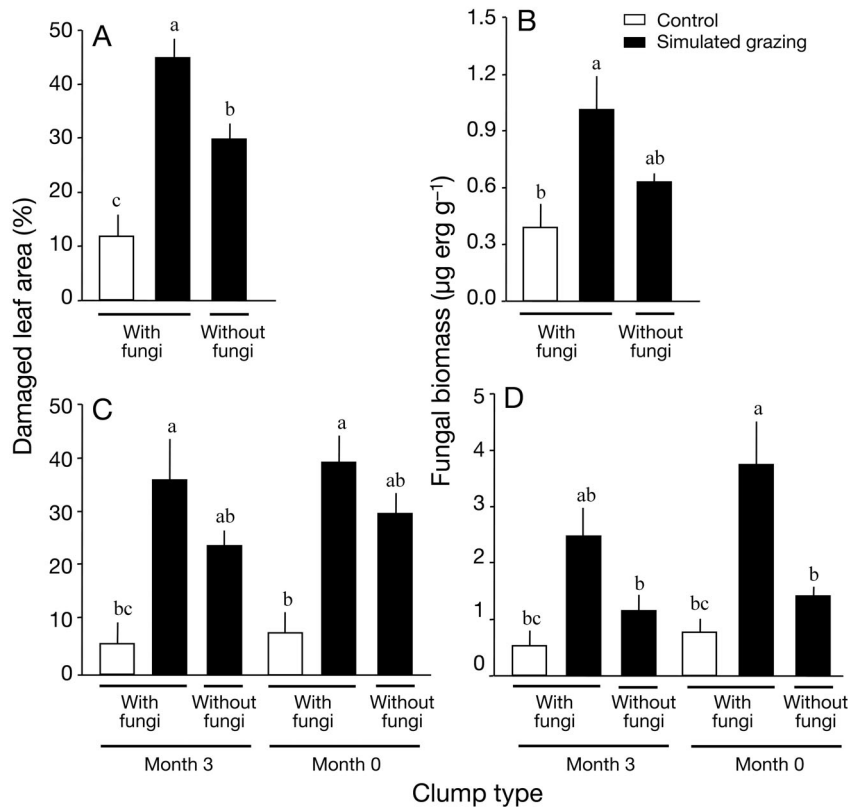 A
50
40
30
20
10
0
c
a
b
With fungi
Without fungi
B
1.5
1.2
0.9
0.6
0.3
0.0
b
a
ab
With fungi
Without fungi
Control
Simulated grazing
Damaged leaf area (%)
Fungal biomass (µg erg g–1)
C
50
40
30
20
10
0
bc
a
ab
b
a
ab
With fungi
Without fungi
With fungi
Without fungi
Month 3
Month 0
D
5
4
3
2
1
0
bc
ab
b
bc
a
b
With fungi
Without fungi
With fungi
Without fungi
Month 3
Month 0
Clump type